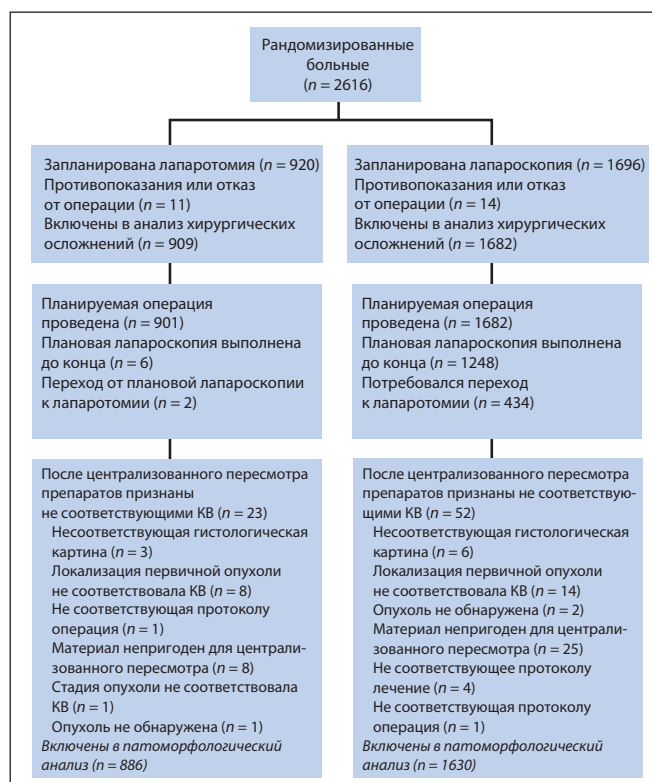 Рандомизированные
больные
(n = 2616)
Запланирована лапаротомия (n = 920)
Противопоказания или отказ
от операции (n = 11)
Включены в анализ хирургических
осложнений (n = 909)
Запланирована лапароскопия (n = 1696)
Противопоказания или отказ
от операции (n = 14)
Включены в анализ хирургических
осложнений (n = 1682)
Планируемая операция
проведена (n = 901)
Плановая лапароскопия выполнена
до конца (n = 6)
Переход от плановой лапароскопии
к лапаротомии (n = 2)
Планируемая операция
проведена (n = 1682)
Плановая лапароскопия выполнена
до конца (n = 1248)
Потребовался переход
к лапаротомии (n = 434)
После централизованного пересмотра
препаратов признаны
не соответствующими КВ (n = 23)
Несоответствующая гистологическая
картина (n = 3)
Локализация первичной опухоли
не соответствовала КВ (n = 8)
Не соответствующая протоколу
операция (n = 1)
Материал непригоден для централи-
зованного пересмотра (n = 8)
Стадия опухоли не соответствовала
КВ (n = 1)
Опухоль не обнаружена (n = 1)
Включены в патоморфологический
анализ (n = 886)
После централизованного пересмотра
препаратов признаны не соответствую-
щими КВ (n = 52)
Несоответствующая гистологическая
картина (n = 6)
Локализация первичной опухоли
не соответствовала КВ (n = 14)
Опухоль не обнаружена (n = 2)
Материал непригоден для централи-
зованного пересмотра (n = 25)
Не соответствующее протоколу
лечение (n = 4)
Не соответствующая протоколу
операция (n = 1)
Включены в патоморфологический
анализ (n = 1630)